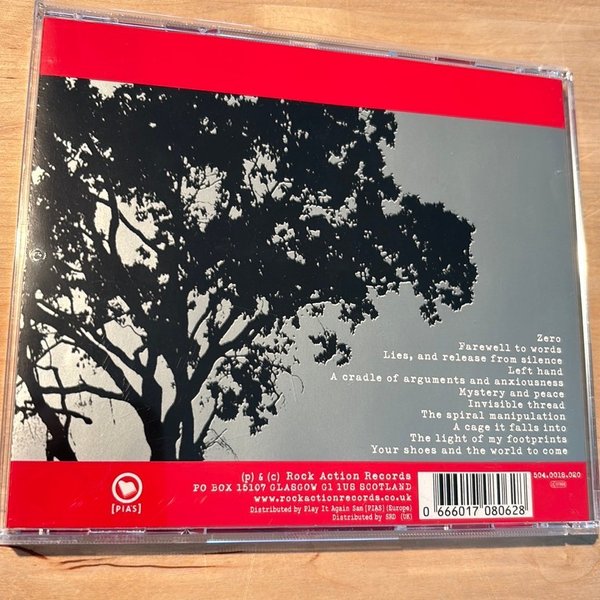 Zero
Farewell to words
Lies, and release from silence
Left hand
A cradle of arguments and anxiousness
Mystery and peace
Invisible thread
The spiral manipulation
A cage it falls into
The light of my footprints
Your shoes and the world to come
(p) & (c) Rock Action Records
PO BOX 15107 GLASGOW G1 1US SCOTLAND
www.rockactionrecords.co.uk
Distributed by Play It Again Sam [PIAS] (Europe)
Distributed by SRD (UK)
[PIAS]
504.0018.020
0 666017 080628